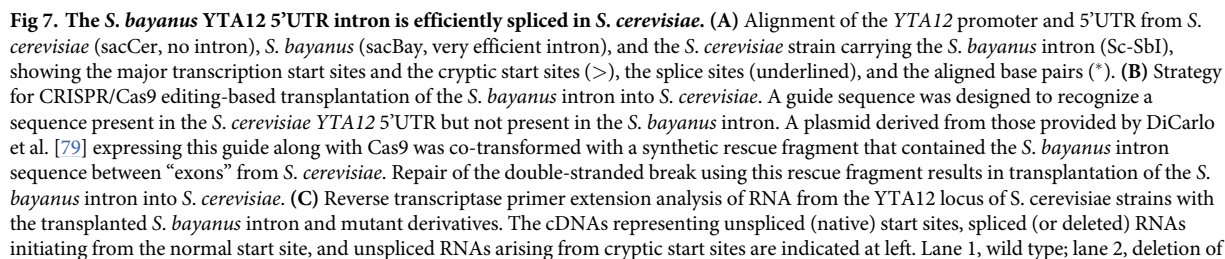 Fig 7. The S. bayanus YTA12 5'UTR intron is efficiently spliced in S. cerevisiae. (A) Alignment of the YTA12 promoter and 5'UTR from S.
cerevisiae (sacCer, no intron), S. bayanus (sacBay, very efficient intron), and the S. cerevisiae strain carrying the S. bayanus intron (Sc-SbI),
showing the major transcription start sites and the cryptic start sites (>), the splice sites (underlined), and the aligned base pairs (*). (B) Strategy
for CRISPR/Cas9 editing-based transplantation of the S. bayanus intron into S. cerevisiae. A guide sequence was designed to recognize a
sequence present in the S. cerevisiae YTA12 5'UTR but not present in the S. bayanus intron. A plasmid derived from those provided by DiCarlo
et al. [79] expressing this guide along with Cas9 was co-transformed with a synthetic rescue fragment that contained the S. bayanus intron
sequence between “exons” from S. cerevisiae. Repair of the double-stranded break using this rescue fragment results in transplantation of the S.
bayanus intron into S. cerevisiae. (C) Reverse transcriptase primer extension analysis of RNA from the YTA12 locus of S. cerevisiae strains with
the transplanted S. bayanus intron and mutant derivatives. The cDNAs representing unspliced (native) start sites, spliced (or deleted) RNAs
initiating from the normal start site, and unspliced RNAs arising from cryptic start sites are indicated at left. Lane 1, wild type; lane 2, deletion of